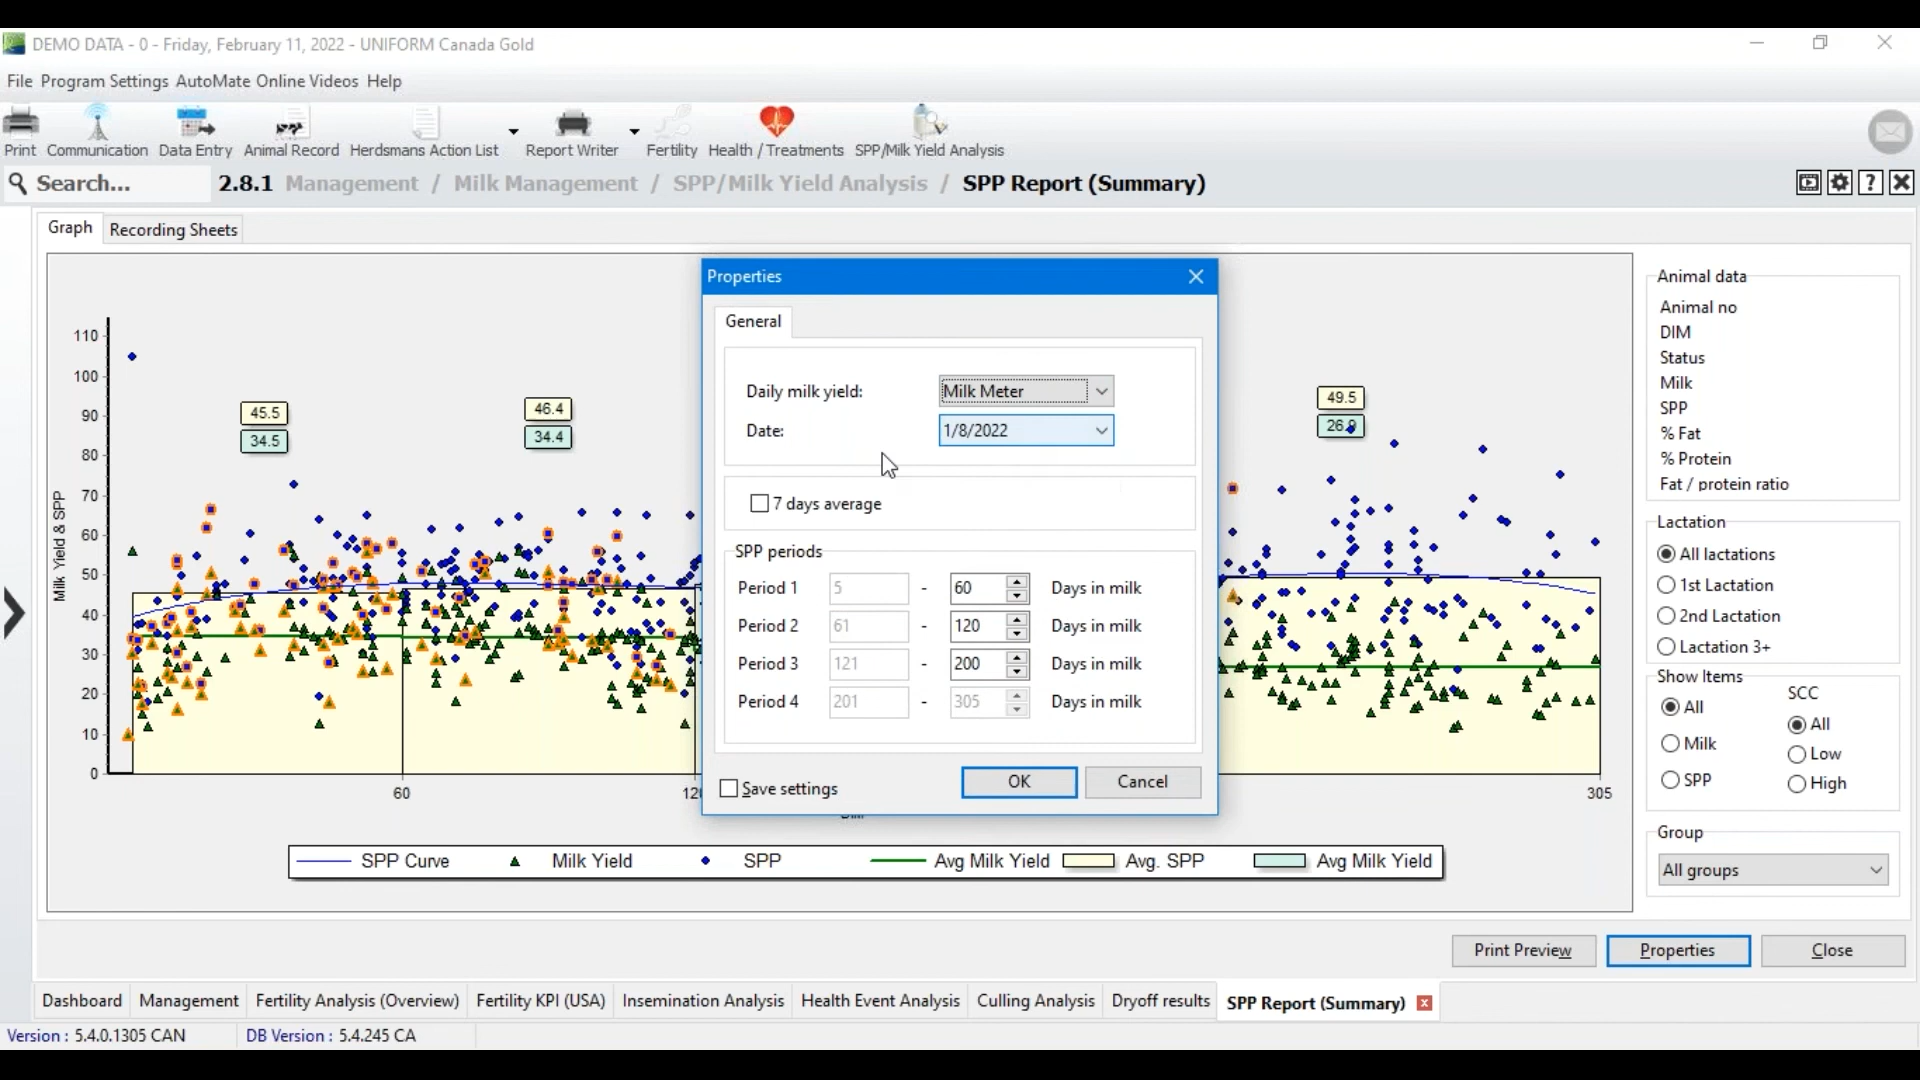 DEMO DATA - 0 - Friday, February 11, 2022 - UNIFORM Canada Gold
File Program Settings AutoMate Online Videos Help
Print Communication Data Entry Animal Record Herdsmans Action List Report Writer Fertility Health / Treatments SPP/Milk Yield Analysis
Search... 2.8.1 Management / Milk Management / SPP/Milk Yield Analysis / SPP Report (Summary)
Graph Recording Sheets
Milk Yield & SPP
110
100
90
80
70
60
50
40
30
20
10
0
45.5
34.5
46.4
34.4
49.5
60
305
Properties
General
Daily milk yield: Milk Meter
Date: 1/8/2022
7 days average
SPP periods
Period 1 5 - 60 Days in milk
Period 2 61 - 120 Days in milk
Period 3 121 - 200 Days in milk
Period 4 201 - 305 Days in milk
Save settings OK Cancel
SPP Curve Milk Yield SPP Avg Milk Yield Avg. SPP Avg Milk Yield
Animal data
Animal no
DIM
Status
Milk
SPP
% Fat
% Protein
Fat / protein ratio
Lactation
All lactations
1st Lactation
2nd Lactation
Lactation 3+
Show Items
All
Milk
SPP
SCC
All
Low
High
Group
All groups
Print Preview Properties Close
Dashboard Management Fertility Analysis (Overview) Fertility KPI (USA) Insemination Analysis Health Event Analysis Culling Analysis Dryoff results SPP Report (Summary)
Version : 5.4.0.1305 CAN DB Version : 5.4.245 CA